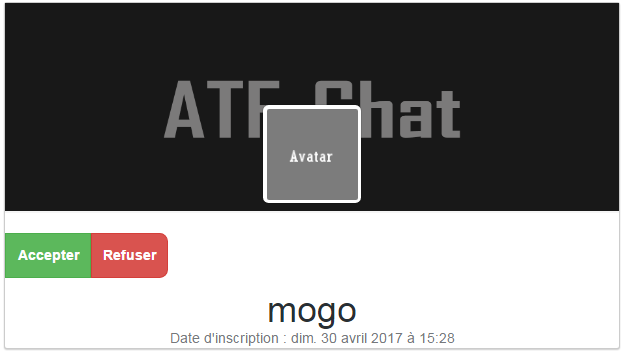 ATF Chat
Avatar
Accepter Refuser
mogo
Date d'inscription : dim. 30 avril 2017 à 15:28